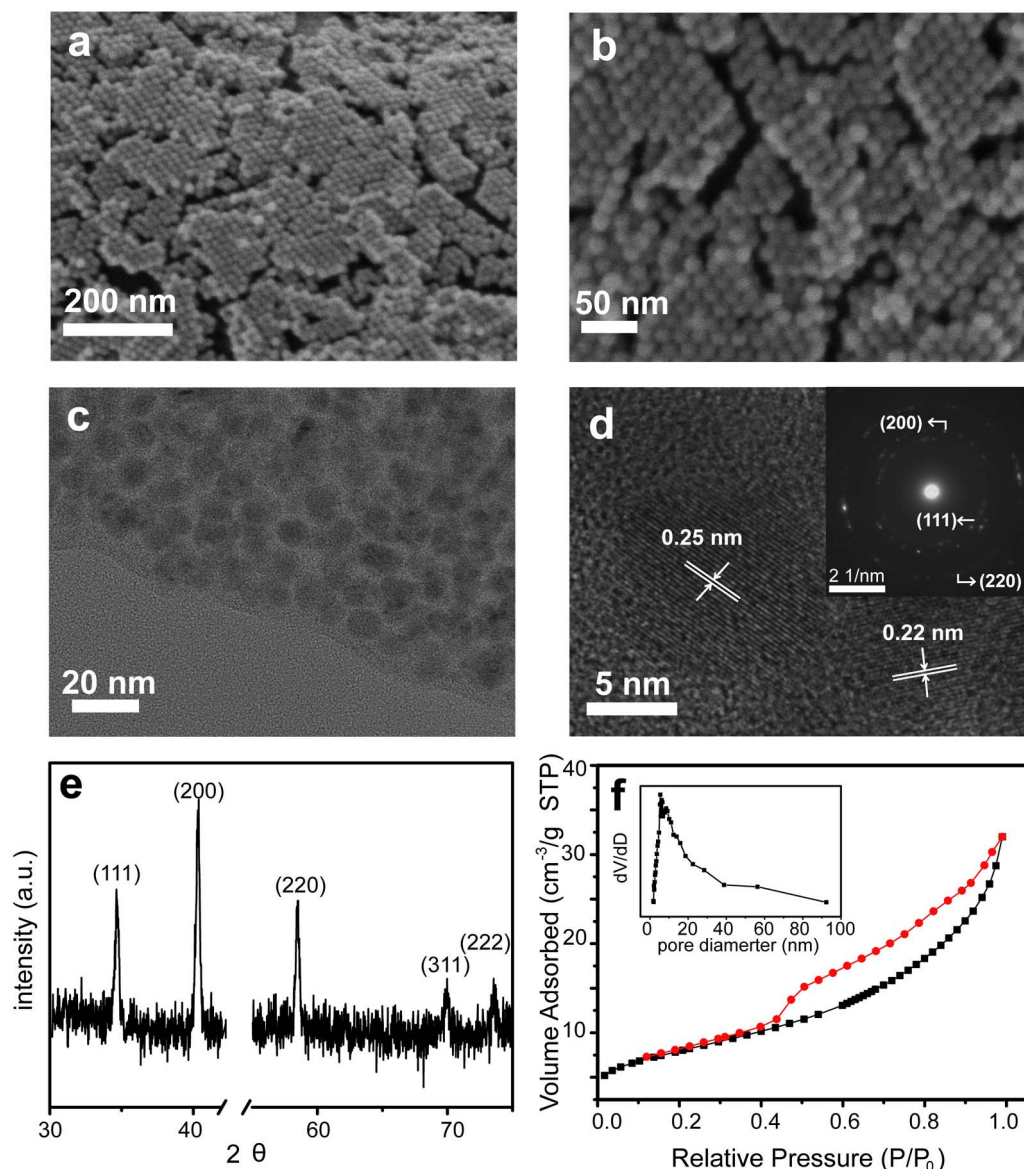 a
200 nm
b
50 nm
c
20 nm
d
(200)
(111)
2 1/nm
(220)
0.25 nm
0.22 nm
5 nm
e
(111)
(200)
(220)
(311)
(222)
intensity (a.u.)
30 40 60 70
2 θ
f
dV/dD
0 20 40 60 80 100
pore diamerter (nm)
Volume Adsorbed (cm⁻³/g STP)
40
30
20
10
0.0 0.2 0.4 0.6 0.8 1.0
Relative Pressure (P/P₀)